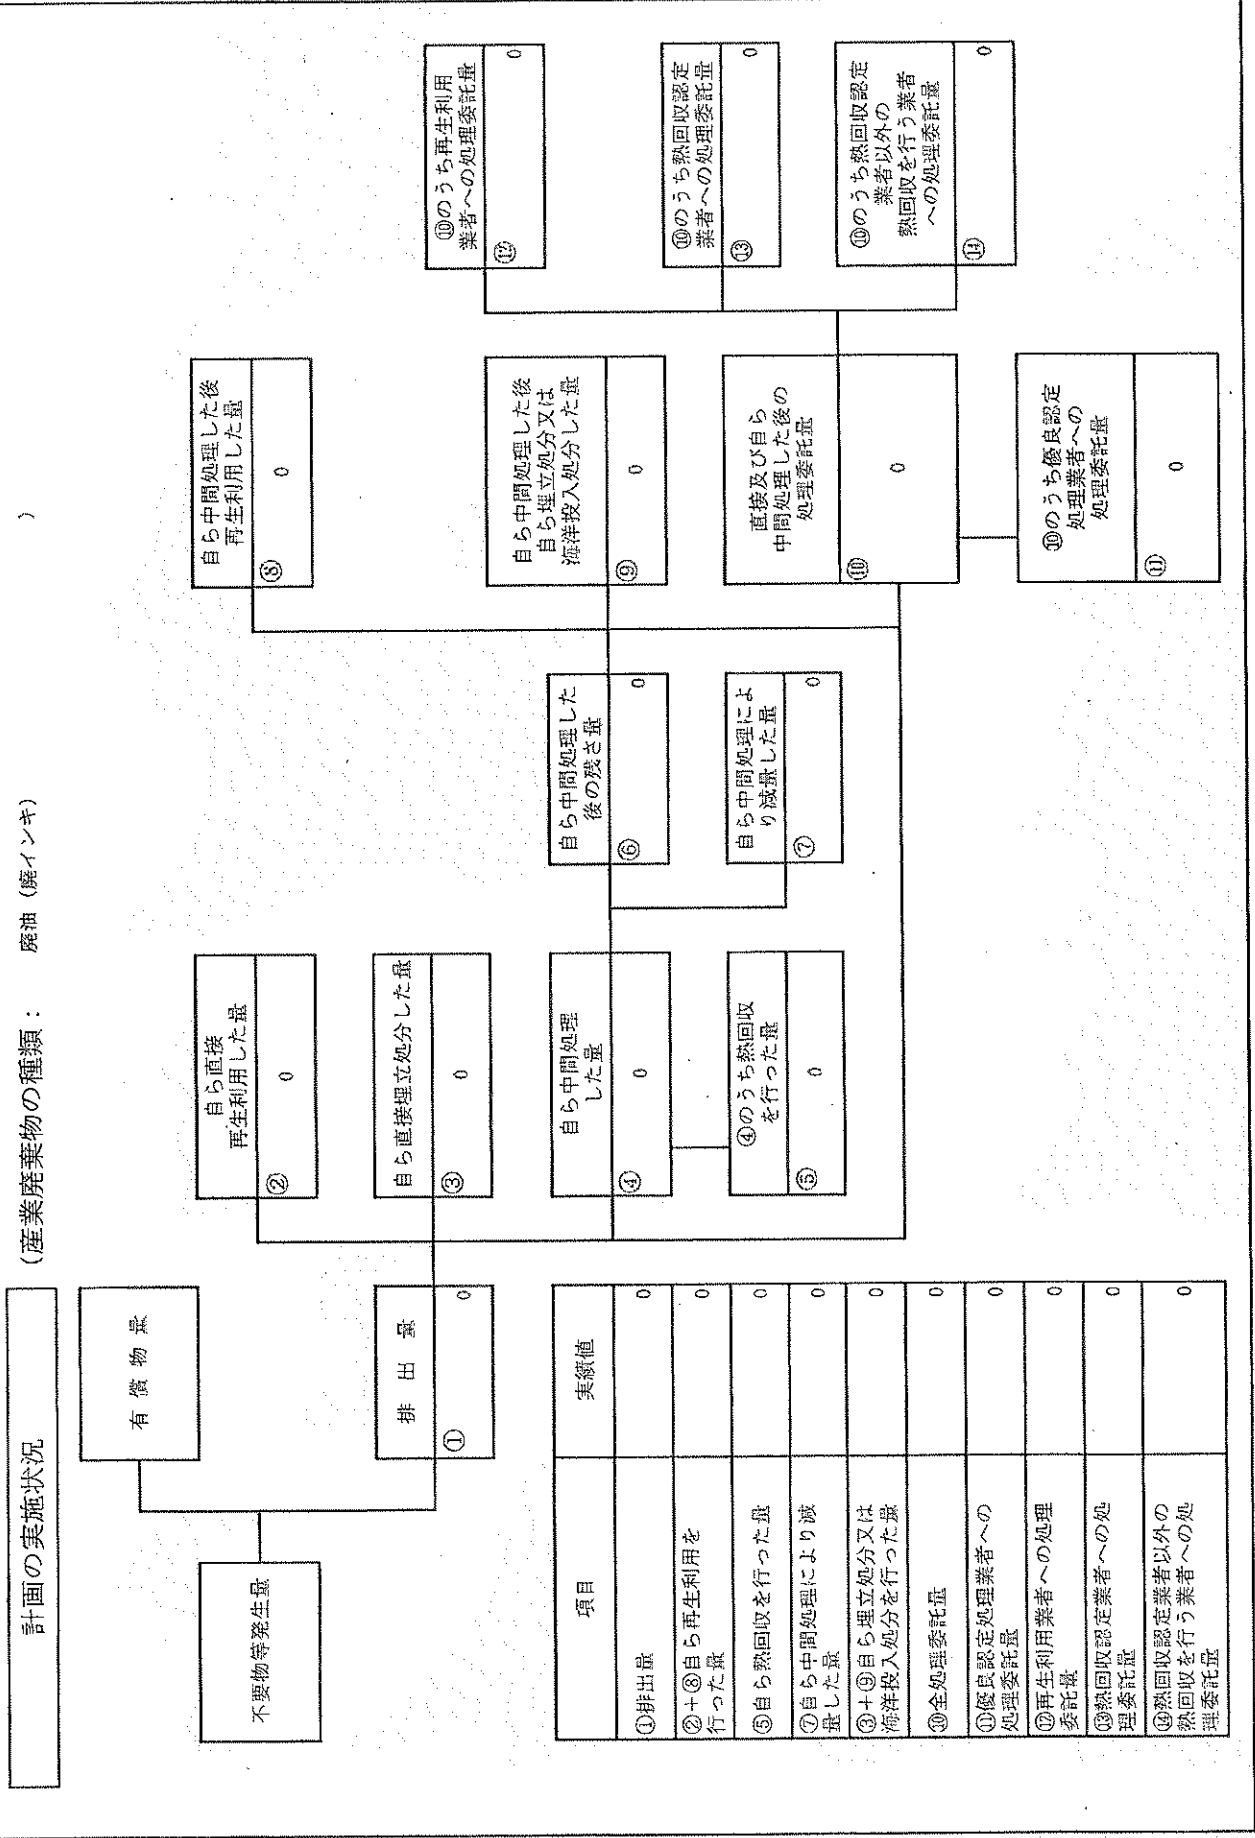 計画の実施状況
(産業廃棄物の種類: 廃油（廃インキ） )
不要物等発生量
有償物量
排出量
① 0
自ら直接
再生利用した量
② 0
自ら直接埋立処分した量
③ 0
自ら中間処理
した量
④ 0
④のうち熱回収
を行った量
⑤ 0
自ら中間処理した
後の残さ量
⑥ 0
自ら中間処理によ
り減量した量
⑦ 0
自ら中間処理した後
再生利用した量
⑧ 0
自ら中間処理した後
自ら埋立処分又は
海洋投入処分した量
⑨ 0
直接及び自ら
中間処理した後の
処理委託量
⑩ 0
⑩のうち優良認定
処理業者への
処理委託量
⑪ 0
⑩のうち再生利用
業者への処理委託量
⑫ 0
⑩のうち熱回収認定
業者への処理委託量
⑬ 0
⑩のうち熱回収認定
業者以外の
熱回収を行う業者
への処理委託量
⑭ 0
項目 実績値
①排出量 0
②+⑧自ら再生利用を
行った量 0
⑤自ら熱回収を行った量 0
⑦自ら中間処理により減
量した量 0
③+⑨自ら埋立処分又は
海洋投入処分を行った量 0
⑩全処理委託量 0
⑪優良認定処理業者への
処理委託量 0
⑫再生利用業者への処理
委託量 0
⑬熱回収認定業者への処
理委託量 0
⑭熱回収認定業者以外の
熱回収を行う業者への処
理委託量 0